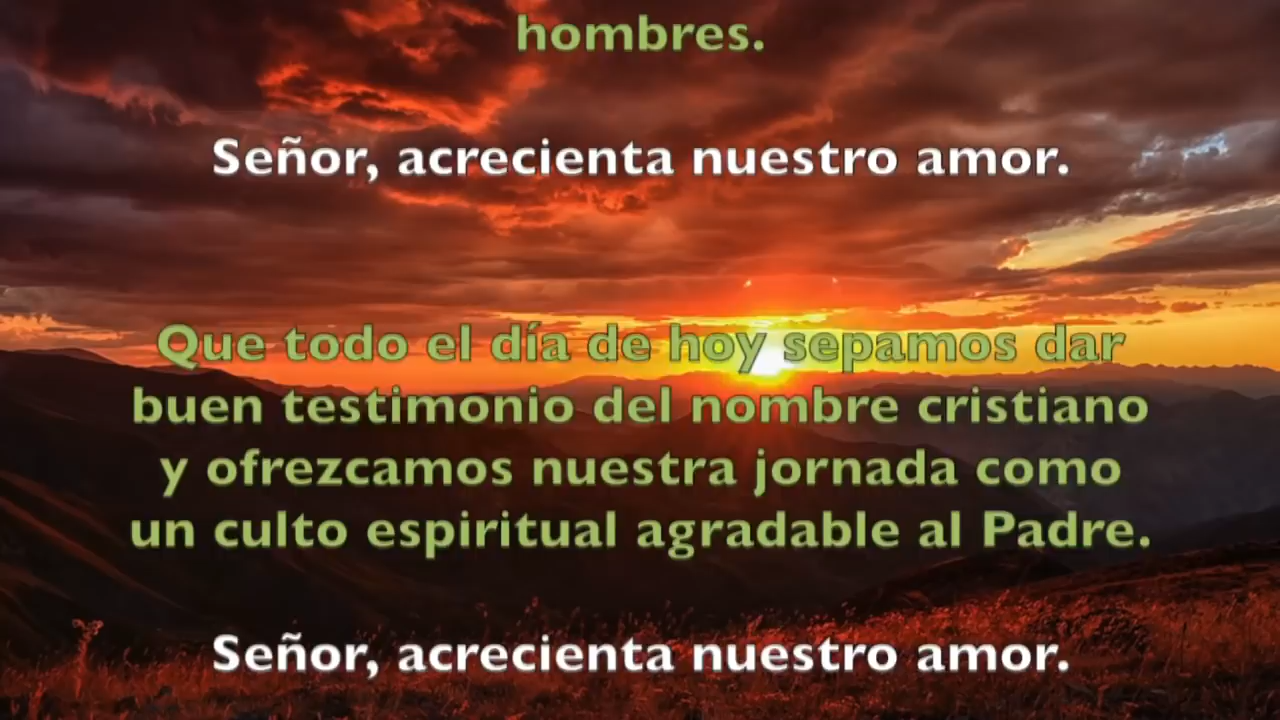 hombres.
Señor, acrecienta nuestro amor.
Que todo el día de hoy sepamos dar
buen testimonio del nombre cristiano
y ofrezcamos nuestra jornada como
un culto espiritual agradable al Padre.
Señor, acrecienta nuestro amor.